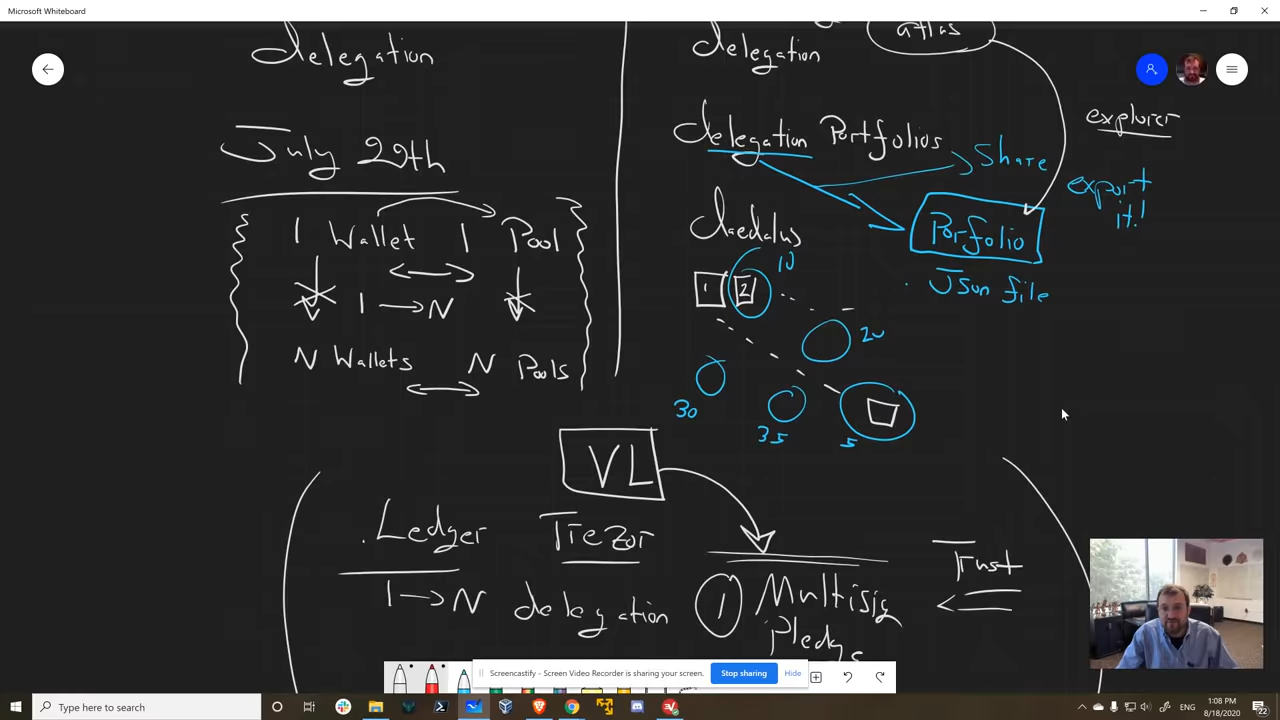 Microsoft Whiteboard
delegation
July 29th
1 Wallet 1 Pool
1 → N
N Wallets N Pools
atlas
delegation
explorer
delegation Portfolios
Share
export
it!
Porfolio
Json file
Daedalus
1 2 10
20
30
35
5
VL
. Ledger Trezor
1 → N delegation
1 Multisig
Pledge
Trust
Screencastify - Screen Video Recorder is sharing your screen. Stop sharing Hide
Type here to search
ENG
1:08 PM
8/18/2020
22